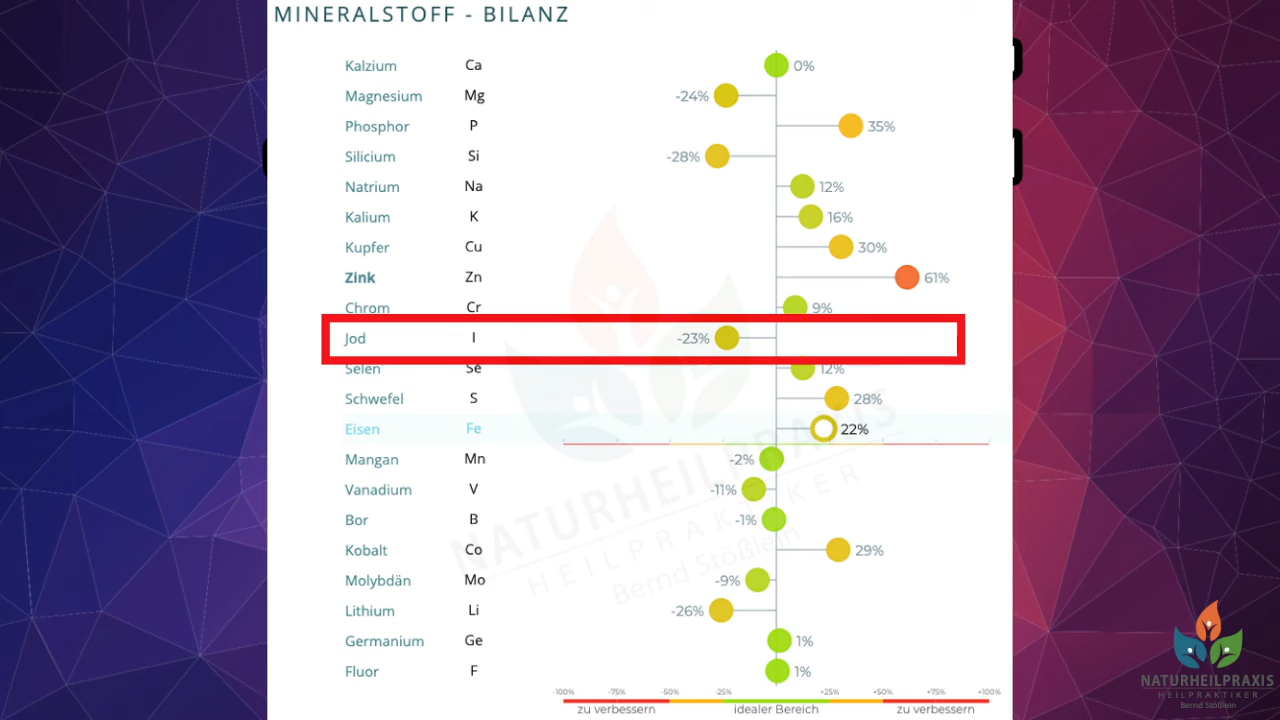 MINERALSTOFF - BILANZ
Kalzium Ca 0%
Magnesium Mg -24%
Phosphor P 35%
Silicium Si -28%
Natrium Na 12%
Kalium K 16%
Kupfer Cu 30%
Zink Zn 61%
Chrom Cr 9%
Jod I -23%
Selen Se 12%
Schwefel S 28%
Eisen Fe 22%
Mangan Mn -2%
Vanadium V -11%
Bor B -1%
Kobalt Co 29%
Molybdän Mo -9%
Lithium Li -26%
Germanium Ge 1%
Fluor F 1%
-100% -75% -50% -25% +25% +50% +75% +100%
zu verbessern idealer Bereich zu verbessern
NATURHEILPRAXIS
HEILPRAKTIKER
Bernd Stößlein
NATURHEILPRAXIS
HEILPRAKTIKER
Bernd Stößlein